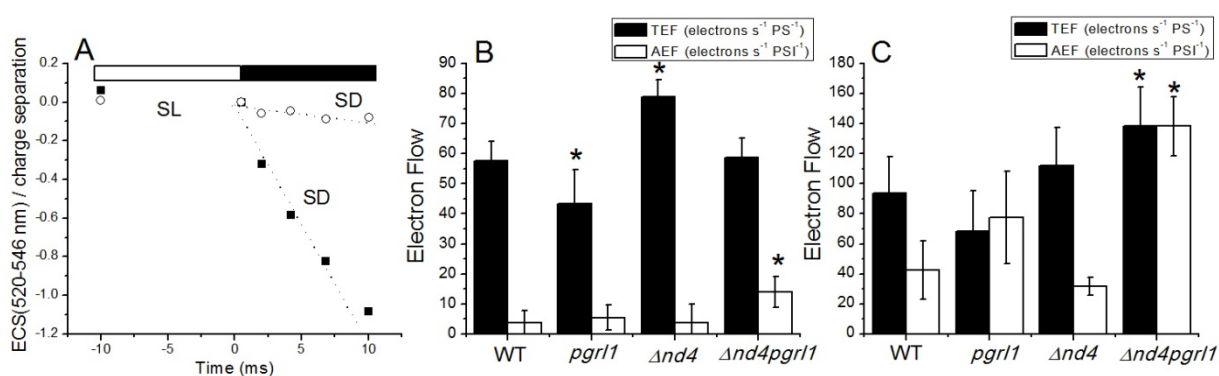 A
ECS(520-546 nm) / charge separation
0.2
0.0
-0.2
-0.4
-0.6
-0.8
-1.0
-1.2
SL
SD
SD
-10
-5
0
5
10
Time (ms)
B
TEF (electrons s⁻¹ PS⁻¹)
AEF (electrons s⁻¹ PSI⁻¹)
Electron Flow
90
80
70
60
50
40
30
20
10
0
*
*
*
WT
pgrl1
Δnd4
Δnd4pgrl1
C
TEF (electrons s⁻¹ PS⁻¹)
AEF (electrons s⁻¹ PSI⁻¹)
Electron Flow
180
160
140
120
100
80
60
40
20
0
* *
WT
pgrl1
Δnd4
Δnd4pgrl1